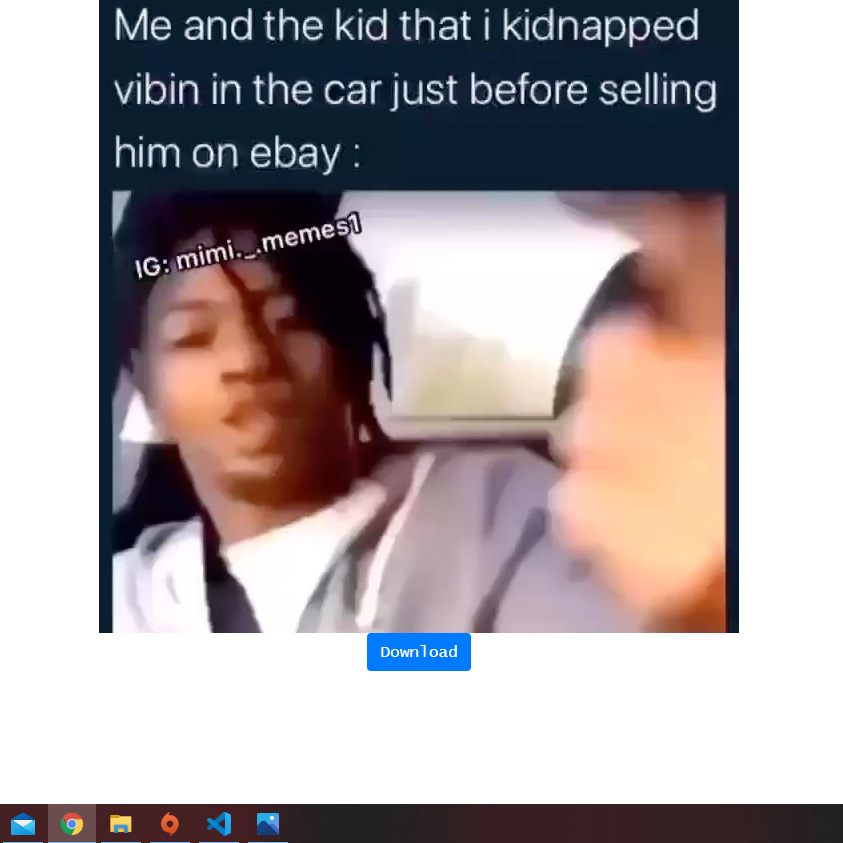 Me and the kid that i kidnapped
vibin in the car just before selling
him on ebay :
IG: mimi._.memes1
Download